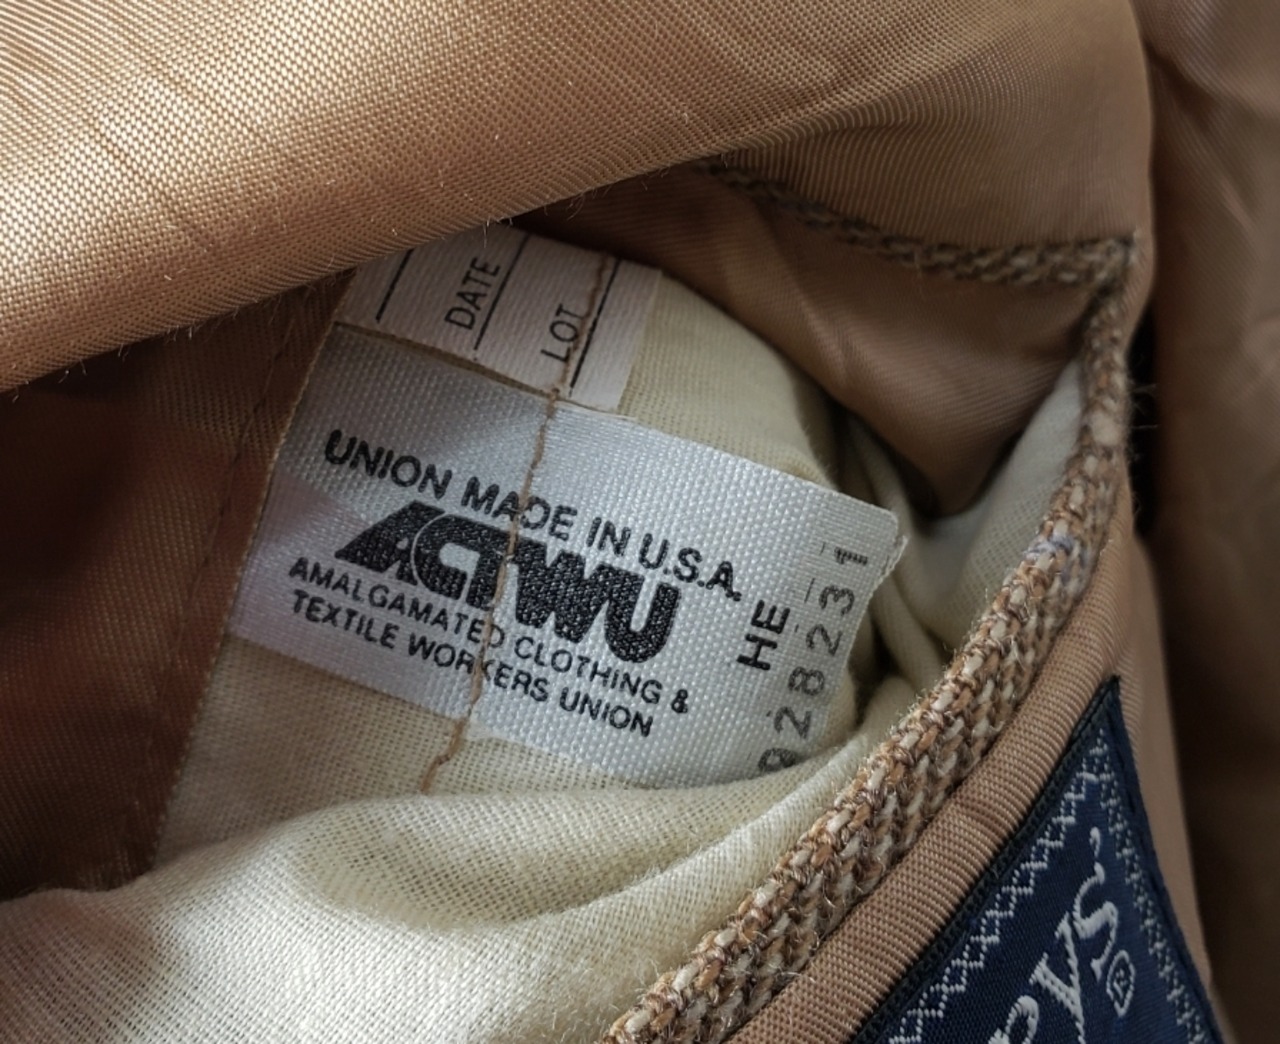 DATE
LOT
UNION MADE IN U.S.A.
ACTWU
AMALGAMATED CLOTHING &
TEXTILE WORKERS UNION
HE
928231